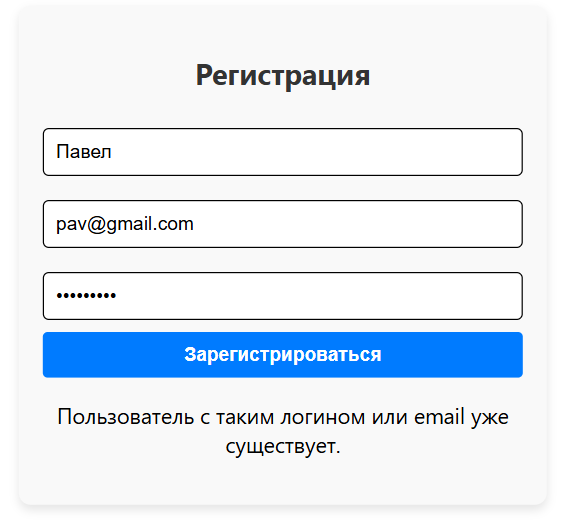 Регистрация
Павел
pav@gmail.com
•••••••••
Зарегистрироваться
Пользователь с таким логином или email уже
существует.